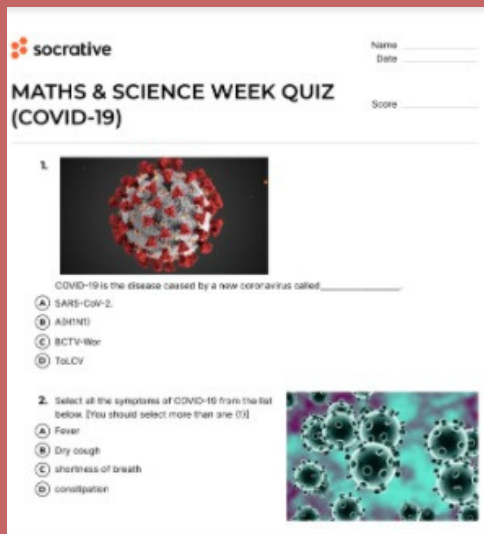 socrative
Name
Date
MATHS & SCIENCE WEEK QUIZ
(COVID-19)
Score
1.
COVID-19 is the disease caused by a new coronavirus called
A SARS-CoV-2.
B A(H1N1)
C BCTV-Wor
D ToLCV
2. Select all the symptoms of COVID-19 from the list
below. [You should select more than one (1)]
A Fever
B Dry cough
C shortness of breath
D constipation